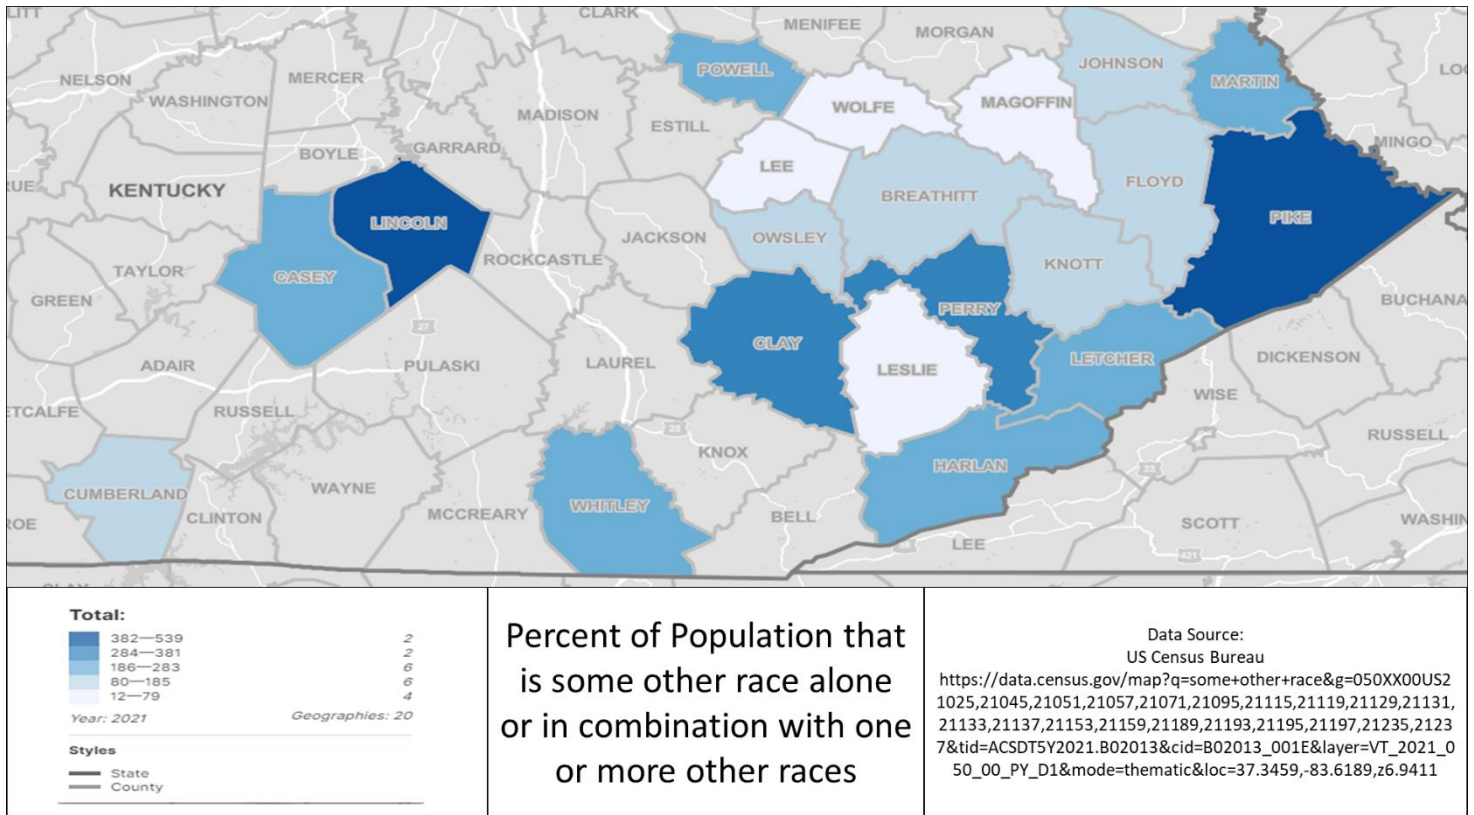 CLARK
MENIFEE
MORGAN
LITT
NELSON
MERCER
POWELL
JOHNSON
MARTIN
WASHINGTON
MADISON
WOLFE
MAGOFFIN
ESTILL
BOYLE
GARRARD
MINGO
LEE
KENTUCKY
BREATHITT
FLOYD
LINCOLN
PIKE
OWSLEY
JACKSON
ROCKCASTLE
KNOTT
TAYLOR
CASEY
GREEN
BUCHANA
PERRY
27
CLAY
LETCHER
DICKENSON
ADAIR
PULASKI
LAUREL
LESLIE
WISE
ETCALFE
RUSSELL
25
RUSSELL
KNOX
HARLAN
23
CUMBERLAND
WAYNE
WHITLEY
CLINTON
MCCREARY
BELL
SCOTT
WASHIN
ROE
LEE
421
Total:
382—539 2
284—381 2
186—283 6
80—185 6
12—79 4
Year: 2021 Geographies: 20
Styles
State
County
Percent of Population that
is some other race alone
or in combination with one
or more other races
Data Source:
US Census Bureau
https://data.census.gov/map?q=some+other+race&g=050XX00US2
1025,21045,21051,21057,21071,21095,21115,21119,21129,21131,
21133,21137,21153,21159,21189,21193,21195,21197,21235,2123
7&tid=ACSDT5Y2021.B02013&cid=B02013_001E&layer=VT_2021_0
50_00_PY_D1&mode=thematic&loc=37.3459,-83.6189,z6.9411